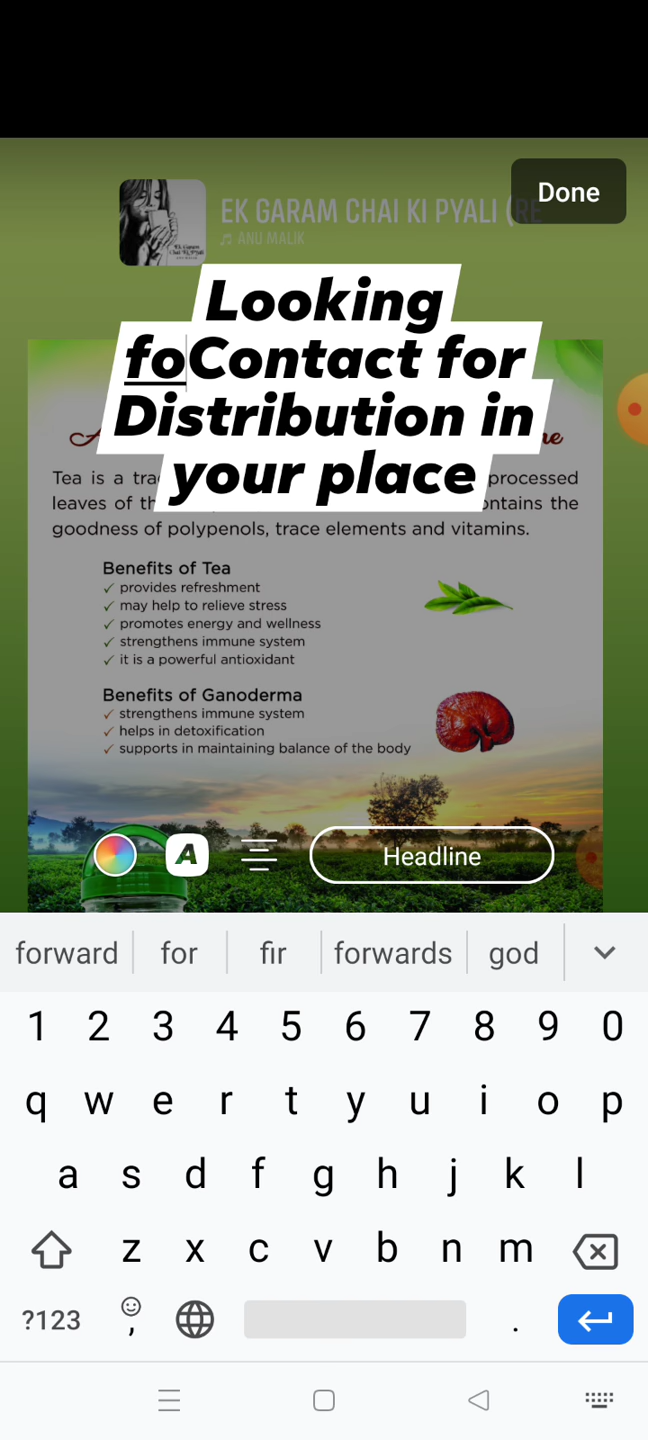 EK GARAM CHAI KI PYALI (RE
Done
♫ ANU MALIK
Looking
foContact for
Distribution in
your place
Tea is a tra processed
leaves of th ontains the
goodness of polypenols, trace elements and vitamins.
Benefits of Tea
✓ provides refreshment
✓ may help to relieve stress
✓ promotes energy and wellness
✓ strengthens immune system
✓ it is a powerful antioxidant
Benefits of Ganoderma
✓ strengthens immune system
✓ helps in detoxification
✓ supports in maintaining balance of the body
A
Headline
forward for fir forwards god
1 2 3 4 5 6 7 8 9 0
q w e r t y u i o p
a s d f g h j k l
z x c v b n m
?123 , .